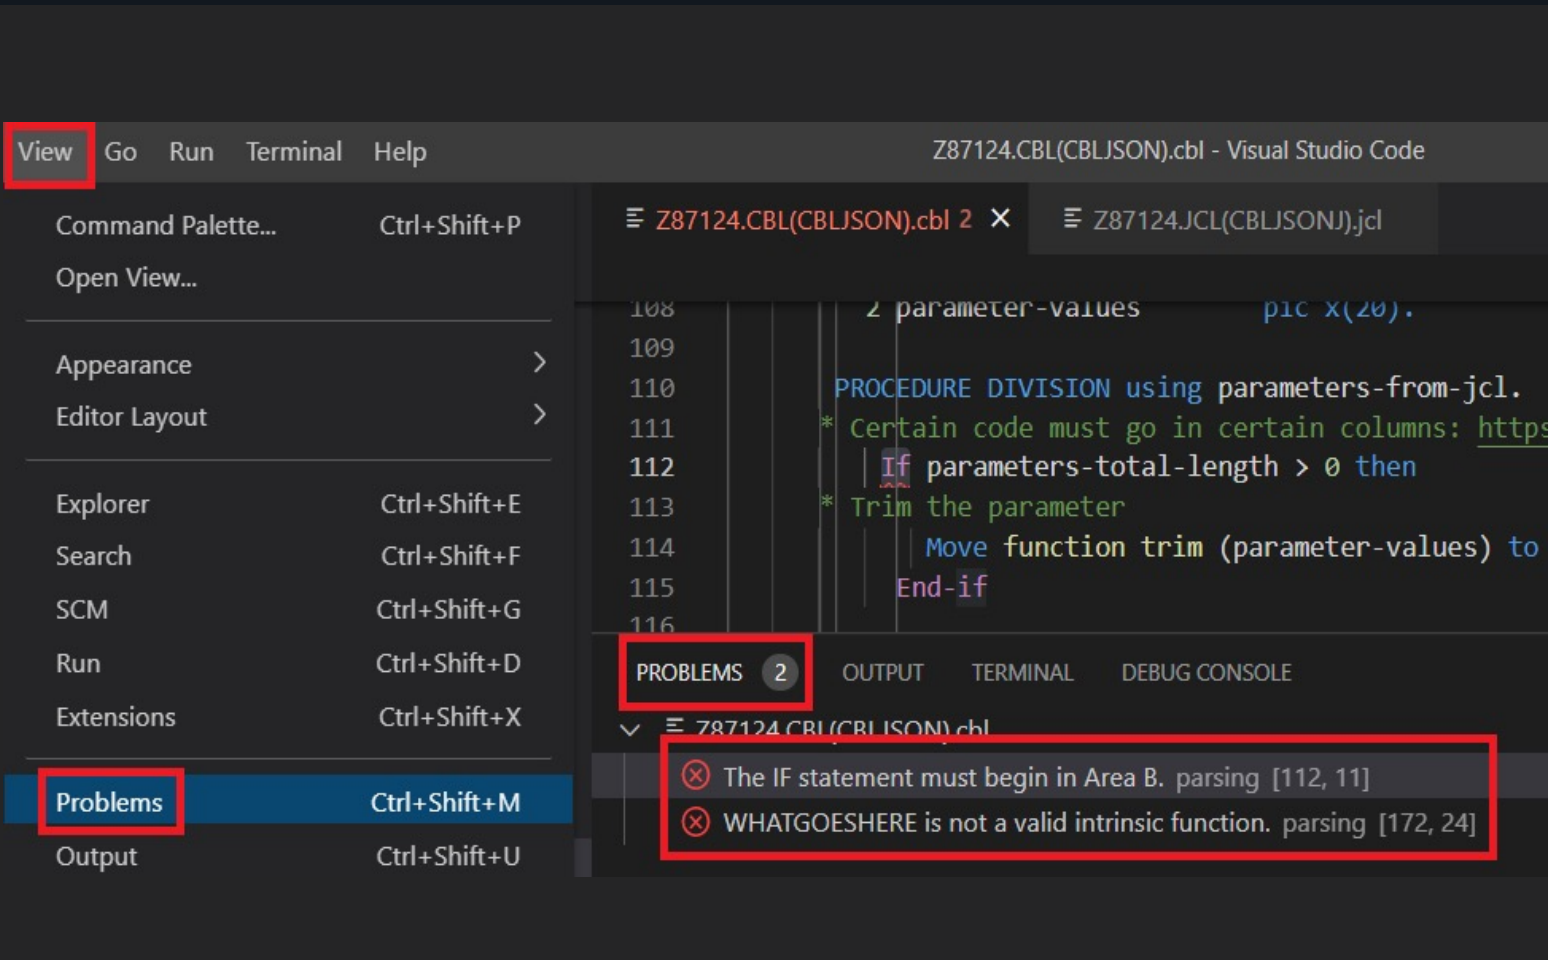 View Go Run Terminal Help
Z87124.CBL(CBLJSON).cbl - Visual Studio Code
Command Palette... Ctrl+Shift+P
Open View...
Appearance
Editor Layout
Explorer Ctrl+Shift+E
Search Ctrl+Shift+F
SCM Ctrl+Shift+G
Run Ctrl+Shift+D
Extensions Ctrl+Shift+X
Problems Ctrl+Shift+M
Output Ctrl+Shift+U
Z87124.CBL(CBLJSON).cbl 2 × Z87124.JCL(CBLJSONJ).jcl
108 2 parameter-values pic x(20).
109
110 PROCEDURE DIVISION using parameters-from-jcl.
111 * Certain code must go in certain columns: https
112 If parameters-total-length > 0 then
113 * Trim the parameter
114 Move function trim (parameter-values) to
115 End-if
116
PROBLEMS 2 OUTPUT TERMINAL DEBUG CONSOLE
Z87124.CBL(CBLJSON).cbl
The IF statement must begin in Area B. parsing [112, 11]
WHATGOESHERE is not a valid intrinsic function. parsing [172, 24]